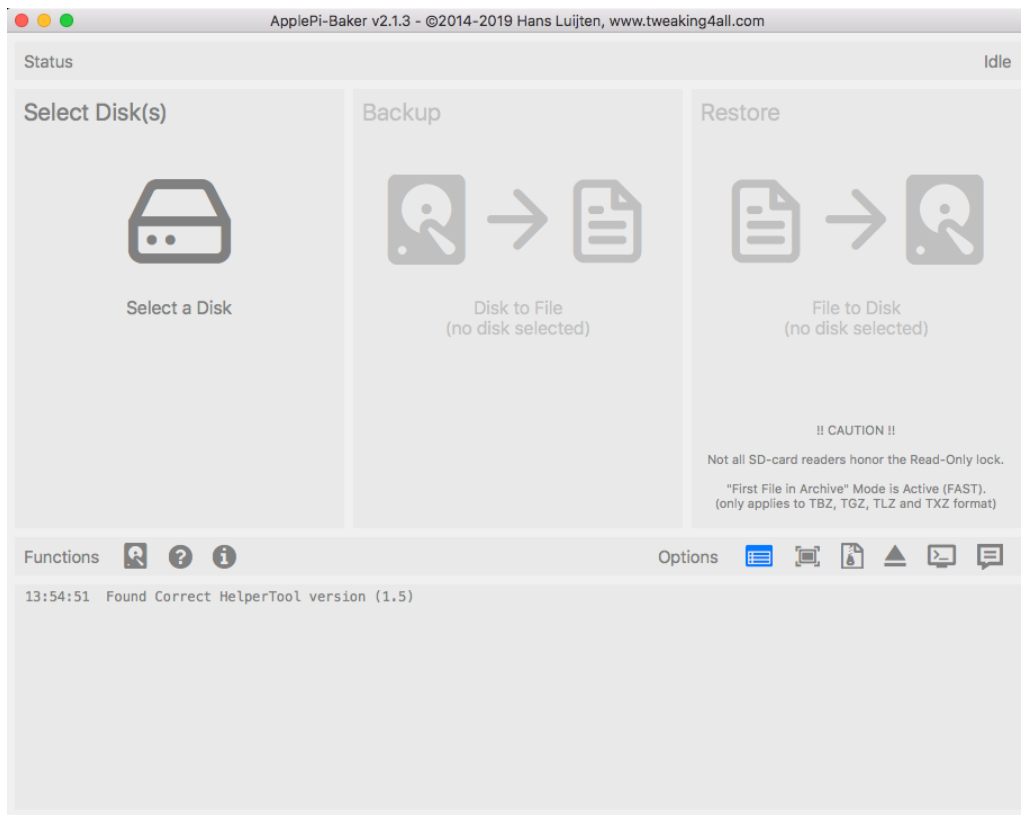 ApplePi-Baker v2.1.3 - ©2014-2019 Hans Luijten, www.tweaking4all.com
Status
Idle
Select Disk(s)
Select a Disk
Backup
Disk to File
(no disk selected)
Restore
File to Disk
(no disk selected)
!! CAUTION !!
Not all SD-card readers honor the Read-Only lock.
"First File in Archive" Mode is Active (FAST).
(only applies to TBZ, TGZ, TLZ and TXZ format)
Functions
Options
13:54:51 Found Correct HelperTool version (1.5)